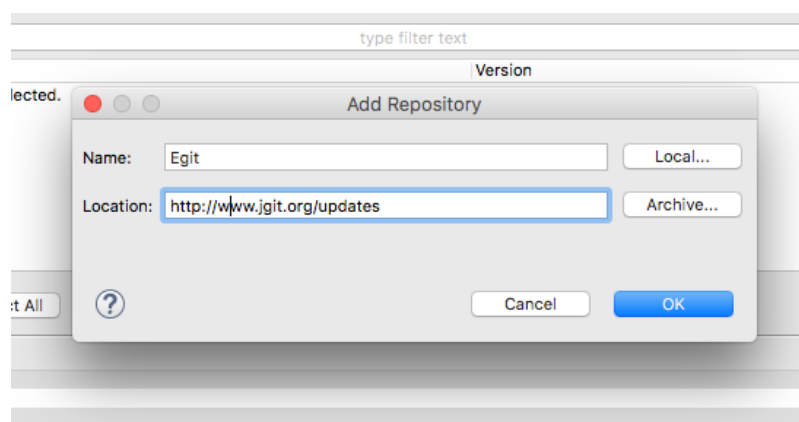 type filter text
Version
lected.
Add Repository
Name: Egit Local...
Location: http://www.jgit.org/updates Archive...
ct All ? Cancel OK